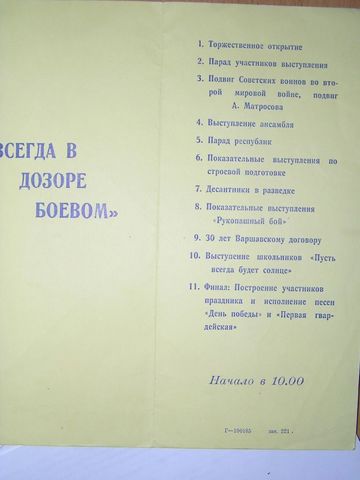 ВСЕГДА В
ДОЗОРЕ
БОЕВОМ»
1. Торжественное открытие
2. Парад участников выступления
3. Подвиг Советских воинов во вто-
рой мировой войне, подвиг
А. Матросова
4. Выступление ансамбля
5. Парад республик
6. Показательные выступления по
строевой подготовке
7. Десантники в разведке
8. Показательные выступления
«Рукопашный бой»
9. 30 лет Варшавскому договору
10. Выступение школьников «Пусть
всегда будет солнце»
11. Финал: Построение участников
праздника и исполнение песен
«День победы» и «Первая гвар-
дейская»
Начало в 10.00
Г—100165 зак. 221.